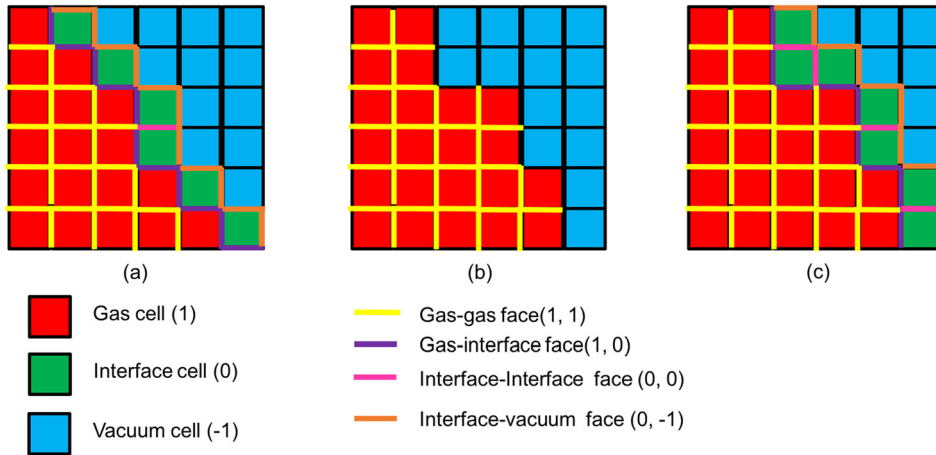 (a)
(b)
(c)
Gas cell (1)
Interface cell (0)
Vacuum cell (-1)
Gas-gas face(1, 1)
Gas-interface face(1, 0)
Interface-Interface face (0, 0)
Interface-vacuum face (0, -1)